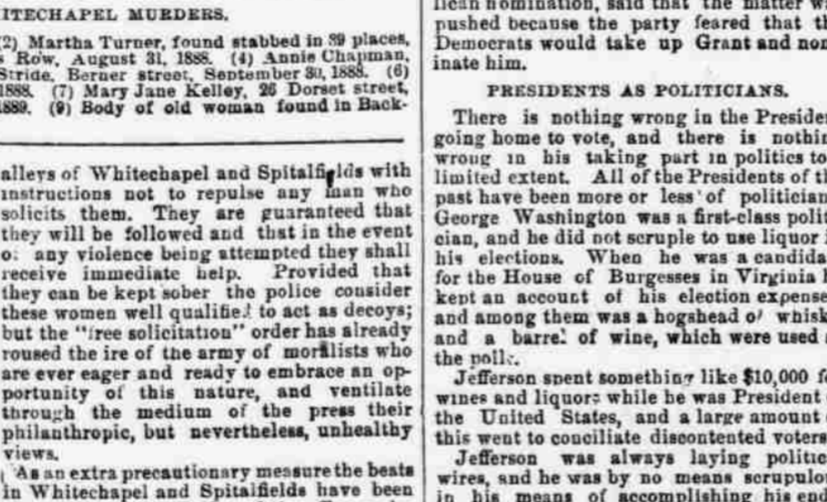 ITECHAPEL MURDERS.
(2) Martha Turner, found stabbed in 39 places,
Row, August 31, 1888. (4) Annie Chapman,
Stride, Berner street, September 30, 1888. (6)
1888. (7) Mary Jane Kelley, 26 Dorset street,
1889. (9) Body of old woman found in Back-
alleys of Whitechapel and Spitalfields with
instructions not to repulse any man who
solicits them. They are guaranteed that
they will be followed and that in the event
o: any violence being attempted they shall
receive immediate help. Provided that
they can be kept sober the police consider
these women well qualified to act as decoys;
but the "free solicitation" order has already
roused the ire of the army of moralists who
are ever eager and ready to embrace an op-
portunity of this nature, and ventilate
through the medium of the press their
philanthropic, but nevertheless, unhealthy
views.
As an extra precautionary measure the beats
in Whitechapel and Spitalfields have been
lican nomination, said that the matter w
pushed because the party feared that th
Democrats would take up Grant and nom
inate him.
PRESIDENTS AS POLITICIANS.
There is nothing wrong in the Presiden
going home to vote, and there is nothin
wrong in his taking part in politics to
limited extent. All of the Presidents of th
past have been more or less of politician
George Washington was a first-class polit
cian, and he did not scruple to use liquor i
his elections. When he was a candida
for the House of Burgesses in Virginia h
kept an account of his election expense
and among them was a hogshead o' whisk
and a barrel of wine, which were used a
the polls.
Jefferson spent something like $10,000 fo
wines and liquors while he was President
the United States, and a large amount o
this went to conciliate discontented voters
Jefferson was always laying politic
wires, and he was by no means scrupulou
in his means of accomplishing his en